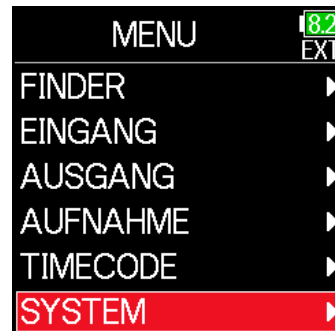 MENU
8.2
EXT
FINDER
EINGANG
AUSGANG
AUFNAHME
TIMECODE
SYSTEM